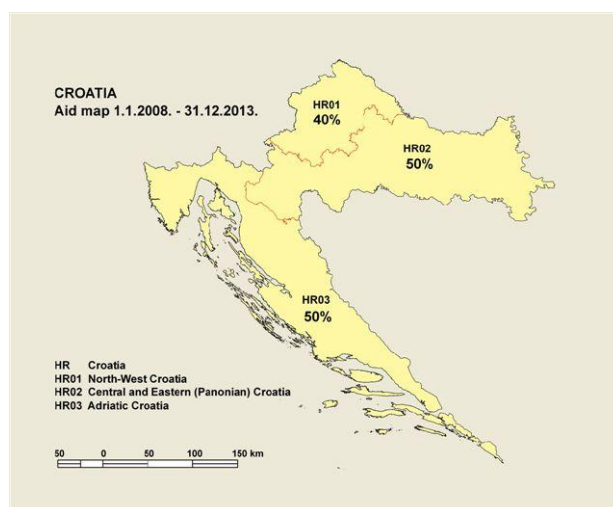 CROATIA
Aid map 1.1.2008. - 31.12.2013.
HR01
40%
HR02
50%
HR03
50%
HR Croatia
HR01 North-West Croatia
HR02 Central and Eastern (Panonian) Croatia
HR03 Adriatic Croatia
50 0 50 100 150 km